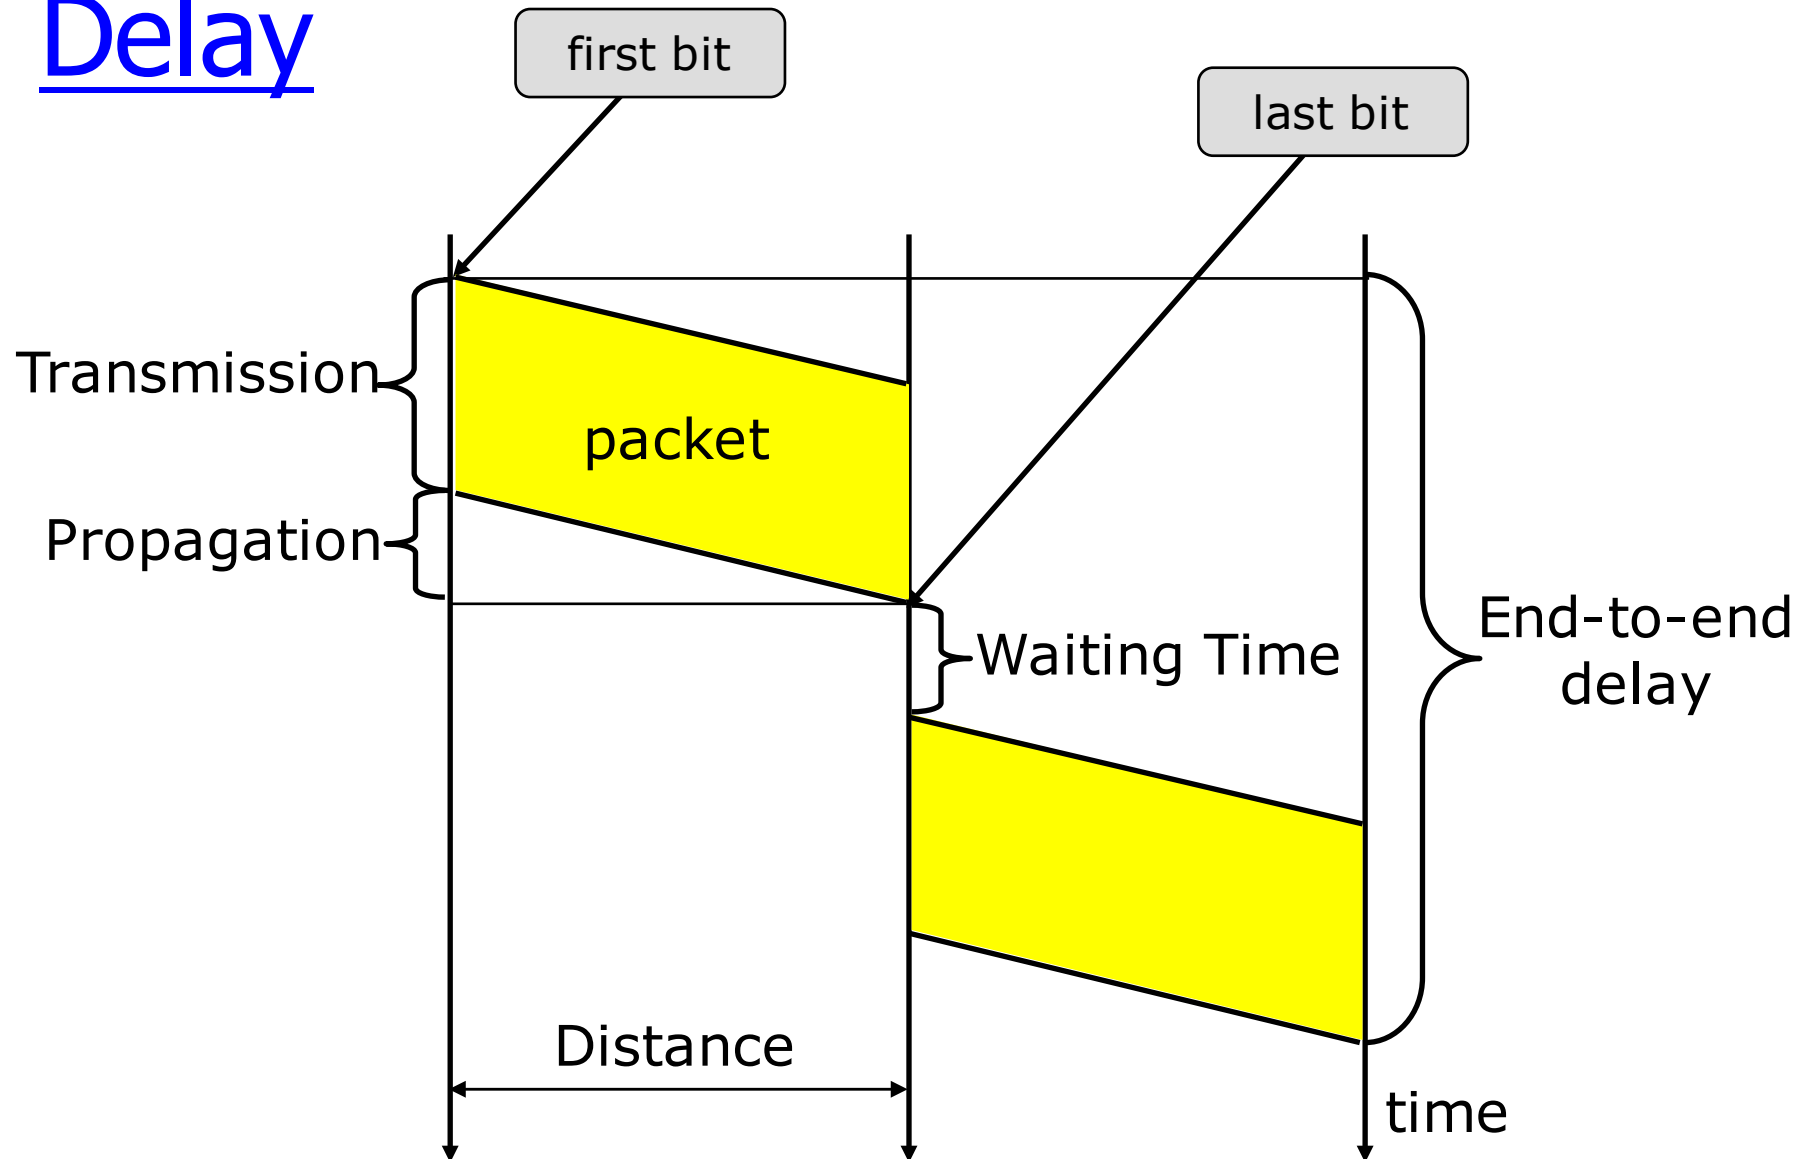 Delay
first bit
last bit
Transmission
packet
Propagation
Waiting Time
End-to-end
delay
Distance
time